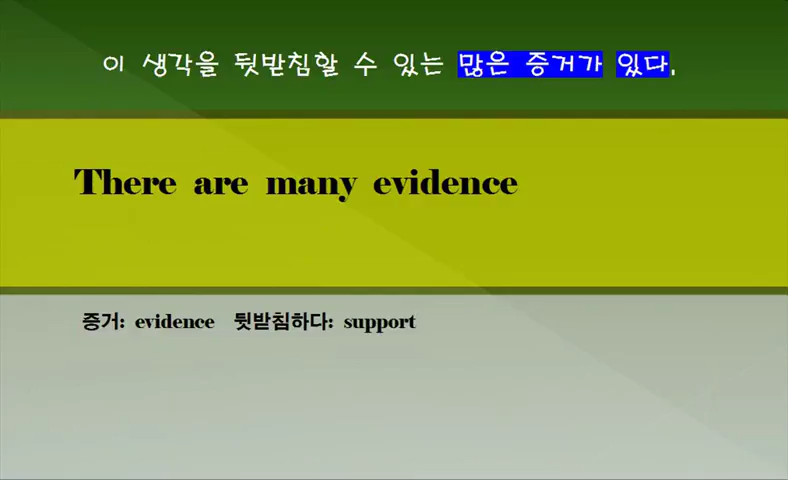 이 생각을 뒷받침할 수 있는 많은 증거가 있다.
There are many evidence
증거: evidence 뒷받침하다: support